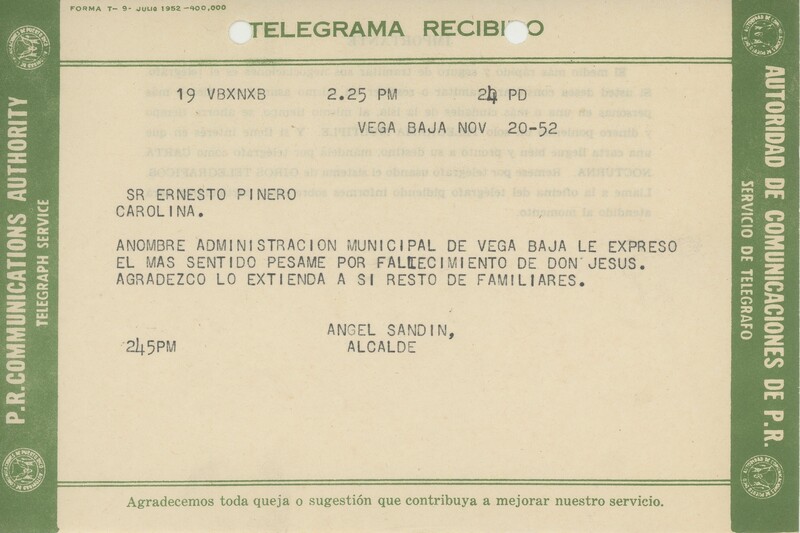 FORMA T- 9- JULIO 1952 -400,000
TELEGRAMA RECIBIDO
19 VBXNXB 2.25 PM 24 PD
VEGA BAJA NOV 20-52
SR ERNESTO PINERO
CAROLINA.
ANOMBRE ADMINISTRACION MUNICIPAL DE VEGA BAJA LE EXPRESO
EL MAS SENTIDO PESAME POR FALLECIMIENTO DE DON JESUS.
AGRADEZCO LO EXTIENDA A SI RESTO DE FAMILIARES.
ANGEL SANDIN,
245PM ALCALDE
Agradecemos toda queja o sugestión que contribuya a mejorar nuestro servicio.
P.R. COMMUNICATIONS AUTHORITY
TELEGRAPH SERVICE
AUTORIDAD DE COMUNICACIONES DE P.R.
SERVICIO DE TELEGRAFO